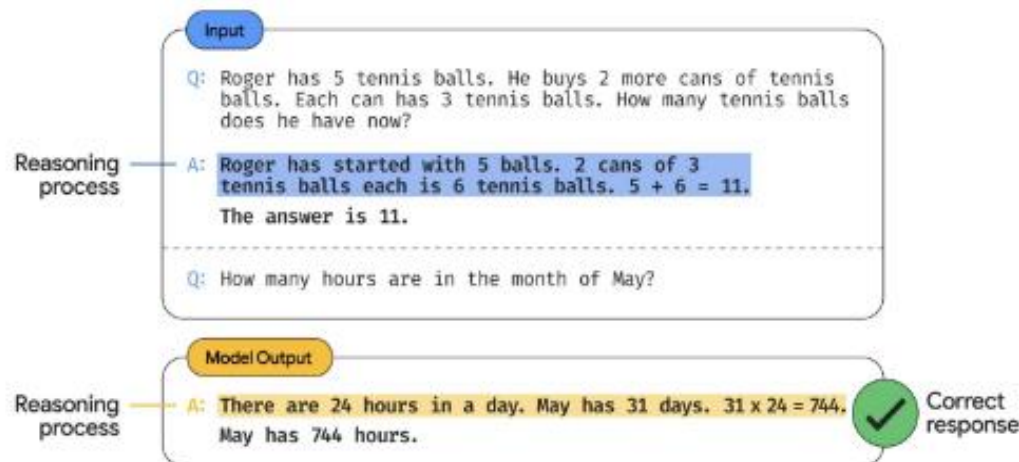 Input
Q: Roger has 5 tennis balls. He buys 2 more cans of tennis
balls. Each can has 3 tennis balls. How many tennis balls
does he have now?
Reasoning
process
A: Roger has started with 5 balls. 2 cans of 3
tennis balls each is 6 tennis balls. 5 + 6 = 11.
The answer is 11.
Q: How many hours are in the month of May?
Model Output
Reasoning
process
A: There are 24 hours in a day. May has 31 days. 31 x 24 = 744.
May has 744 hours.
Correct
response